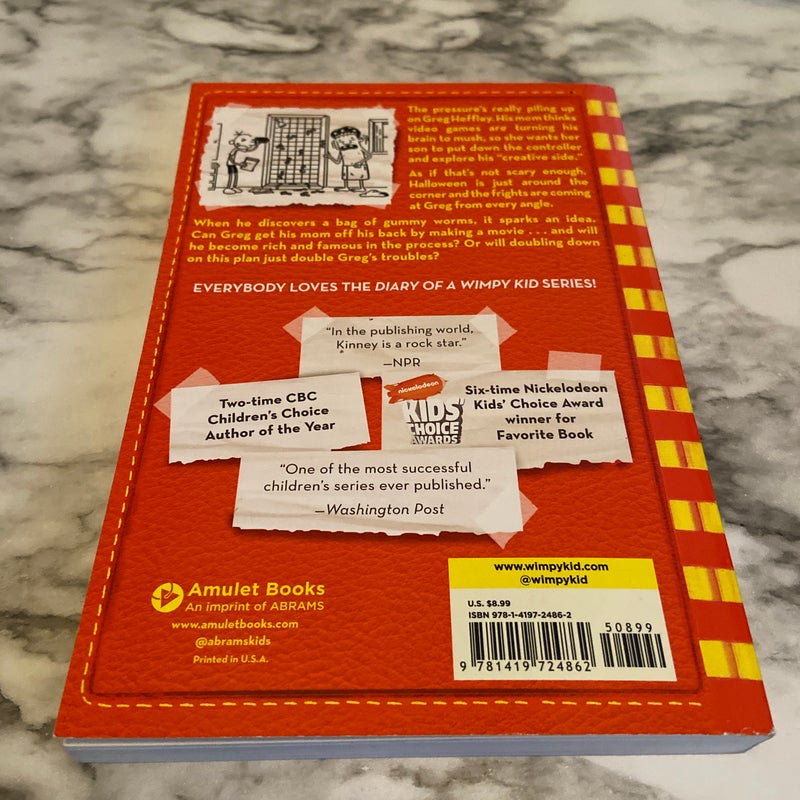 The pressure's really piling up
on Greg Heffley. His mom thinks
video games are turning his
brain to mush, so she wants her
son to put down the controller
and explore his "creative side."
As if that's not scary enough,
Halloween is just around the
corner and the frights are coming
at Greg from every angle.
When he discovers a bag of gummy worms, it sparks an idea.
Can Greg get his mom off his back by making a movie . . . and will
he become rich and famous in the process? Or will doubling down
on this plan just double Greg's troubles?
EVERYBODY LOVES THE DIARY OF A WIMPY KID SERIES!
"In the publishing world,
Kinney is a rock star."
—NPR
Two-time CBC
Children's Choice
Author of the Year
nickelodeon
KIDS'
CHOICE
AWARDS
Six-time Nickelodeon
Kids' Choice Award
winner for
Favorite Book
"One of the most successful
children's series ever published."
—Washington Post
Amulet Books
An imprint of ABRAMS
www.amuletbooks.com
@abramskids
Printed in U.S.A.
www.wimpykid.com
@wimpykid
U.S. $8.99
ISBN 978-1-4197-2486-2
50899
9 781419 724862